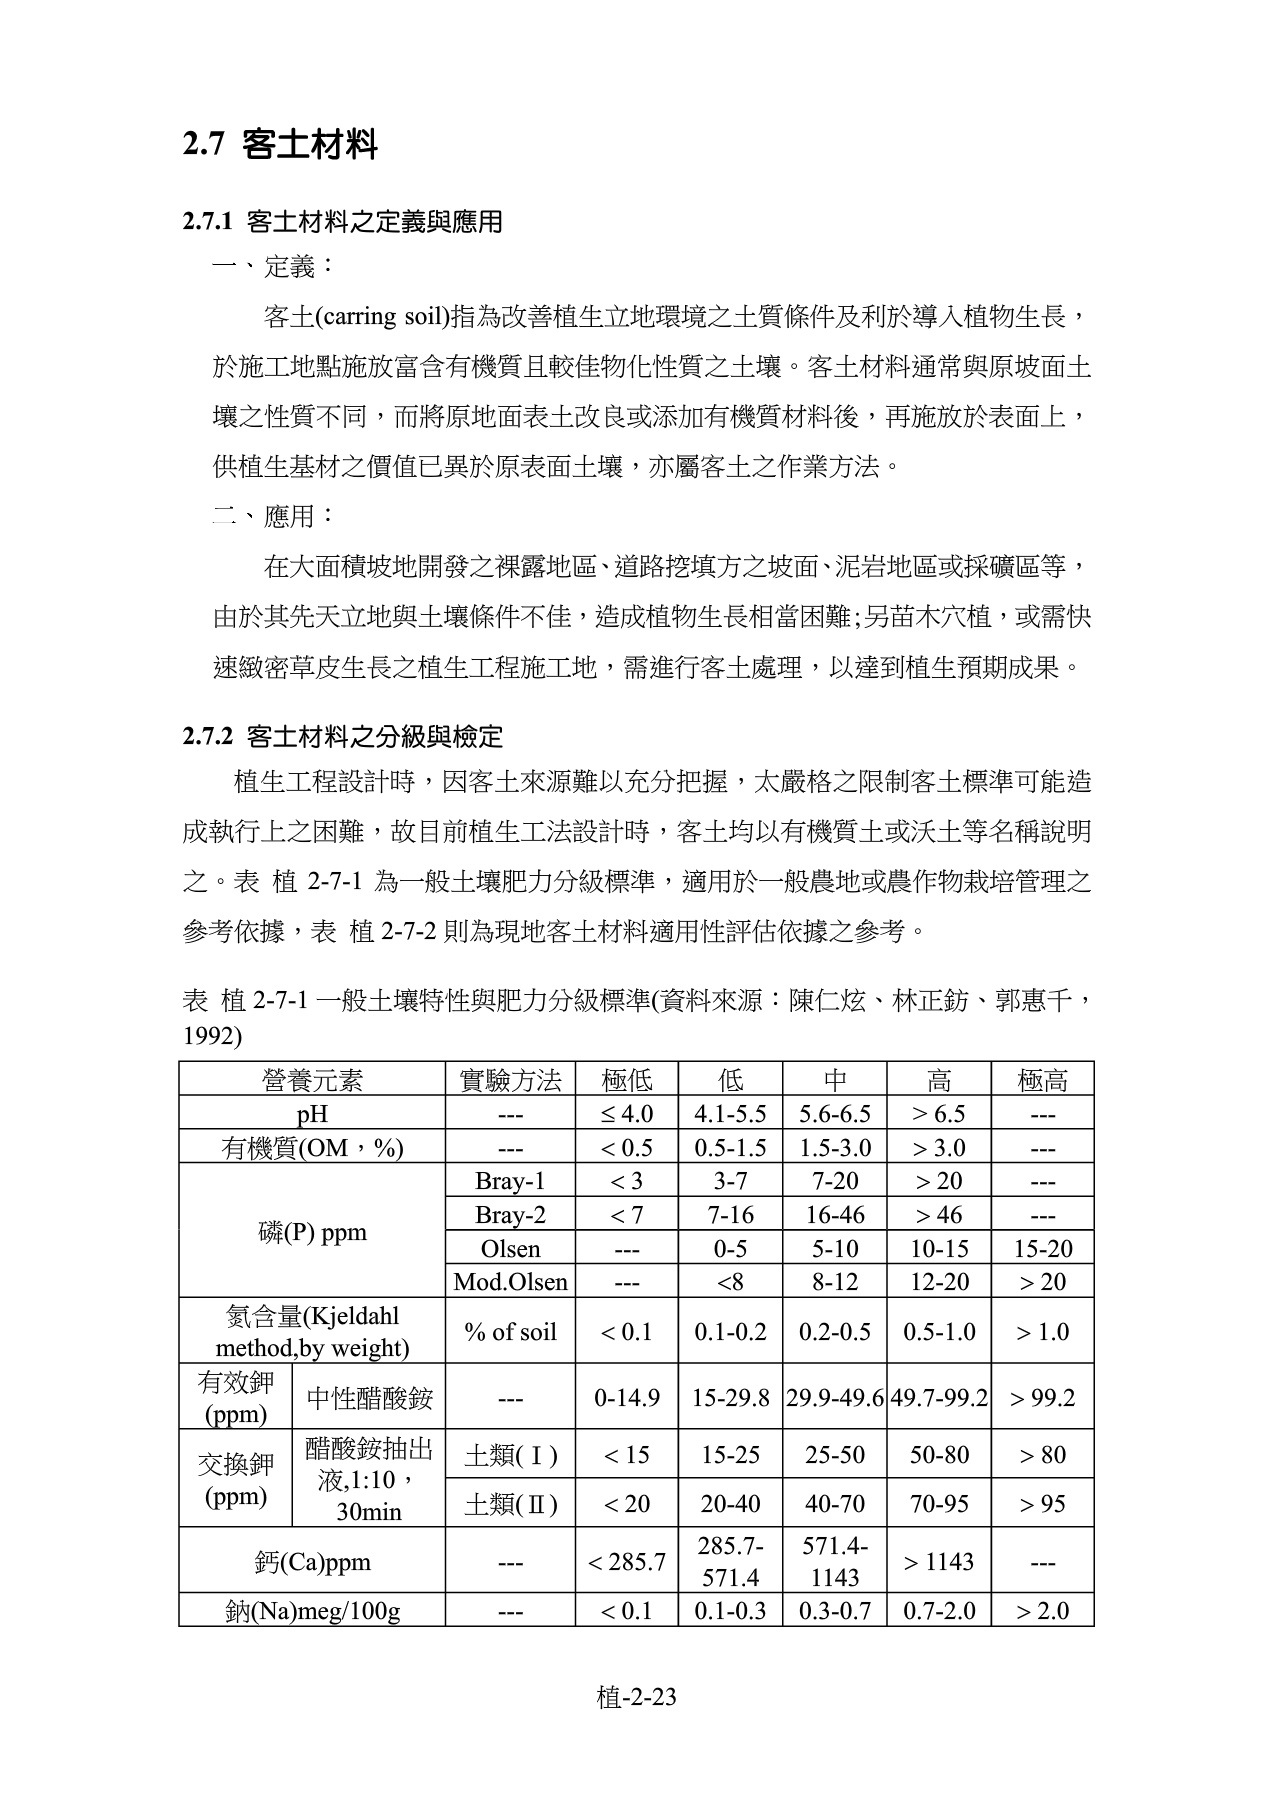 2.7 客土材料
2.7.1 客土材料之定義與應用
一、定義：
客土(carring soil)指為改善植生立地環境之土質條件及利於導入植物生長，
於施工地點施放富含有機質且較佳物化性質之土壤。客土材料通常與原坡面土
壤之性質不同，而將原地面表土改良或添加有機質材料後，再施放於表面上，
供植生基材之價值已異於原表面土壤，亦屬客土之作業方法。
二、應用：
在大面積坡地開發之裸露地區、道路挖填方之坡面、泥岩地區或採礦區等，
由於其先天立地與土壤條件不佳，造成植物生長相當困難;另苗木穴植，或需快
速緻密草皮生長之植生工程施工地，需進行客土處理，以達到植生預期成果。
2.7.2 客土材料之分級與檢定
植生工程設計時，因客土來源難以充分把握，太嚴格之限制客土標準可能造
成執行上之困難，故目前植生工法設計時，客土均以有機質土或沃土等名稱說明
之。表 植 2-7-1 為一般土壤肥力分級標準，適用於一般農地或農作物栽培管理之
參考依據，表 植 2-7-2 則為現地客土材料適用性評估依據之參考。
表 植 2-7-1 一般土壤特性與肥力分級標準(資料來源：陳仁炫、林正鈁、郭惠千，
1992)
營養元素 實驗方法 極低 低 中 高 極高
pH --- ≤ 4.0 4.1-5.5 5.6-6.5 > 6.5 ---
有機質(OM，%) --- < 0.5 0.5-1.5 1.5-3.0 > 3.0 ---
磷(P) ppm Bray-1 < 3 3-7 7-20 > 20 ---
Bray-2 < 7 7-16 16-46 > 46 ---
Olsen --- 0-5 5-10 10-15 15-20
Mod.Olsen --- <8 8-12 12-20 > 20
氮含量(Kjeldahl
method,by weight) % of soil < 0.1 0.1-0.2 0.2-0.5 0.5-1.0 > 1.0
有效鉀
(ppm) 中性醋酸銨 --- 0-14.9 15-29.8 29.9-49.6 49.7-99.2 > 99.2
交換鉀
(ppm) 醋酸銨抽出
液,1:10，
30min 土類(Ⅰ) < 15 15-25 25-50 50-80 > 80
土類(Ⅱ) < 20 20-40 40-70 70-95 > 95
鈣(Ca)ppm --- < 285.7 285.7-
571.4 571.4-
1143 > 1143 ---
鈉(Na)meg/100g --- < 0.1 0.1-0.3 0.3-0.7 0.7-2.0 > 2.0
植-2-23